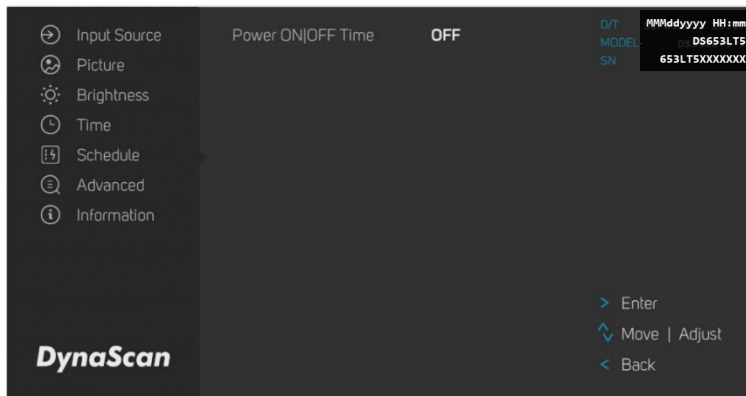 Input Source
Picture
Brightness
Time
Schedule
Advanced
Information
DynaScan
Power ON|OFF Time OFF
D/T MMMddyyyy HH:mm
MODEL DS653LT5
SN 653LT5XXXXXXX
> Enter
Move | Adjust
< Back